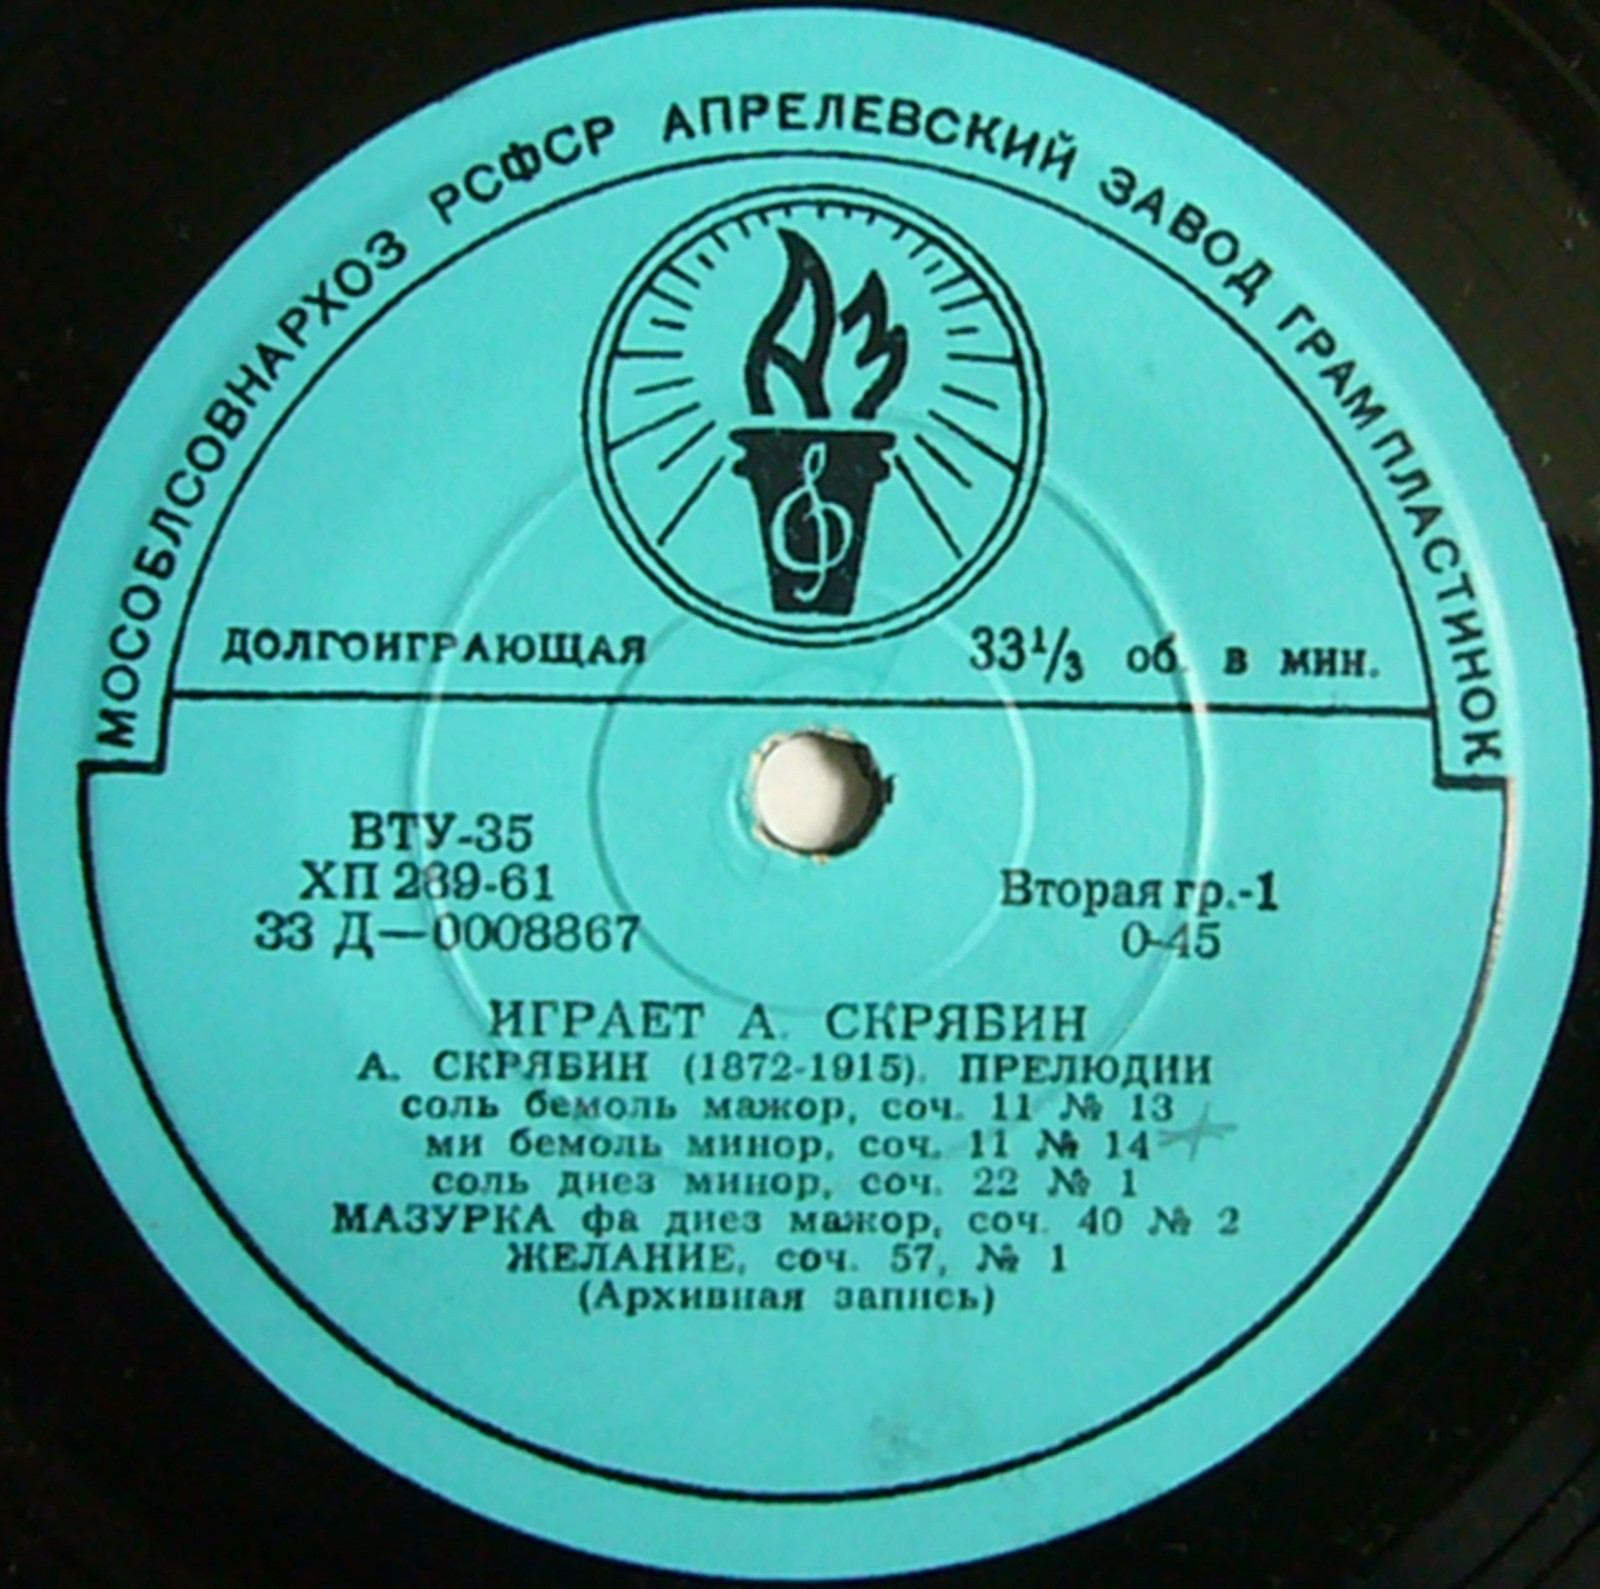 МОСОБЛСОВНАРХОЗ РСФСР АПРЕЛЕВСКИЙ ЗАВОД ГРАМПЛАСТИНОК
АЗ
ДОЛГОИГРАЮЩАЯ 33⅓ об. в мин.
ВТУ-35
ХП 289-61 Вторая гр.-1
33 Д—0008867 0-45
ИГРАЕТ А. СКРЯБИН
А. СКРЯБИН (1872-1915). ПРЕЛЮДИИ
соль бемоль мажор, соч. 11 № 13
ми бемоль минор, соч. 11 № 14
соль диез минор, соч. 22 № 1
МАЗУРКА фа диез мажор, соч. 40 № 2
ЖЕЛАНИЕ, соч. 57, № 1
(Архивная запись)